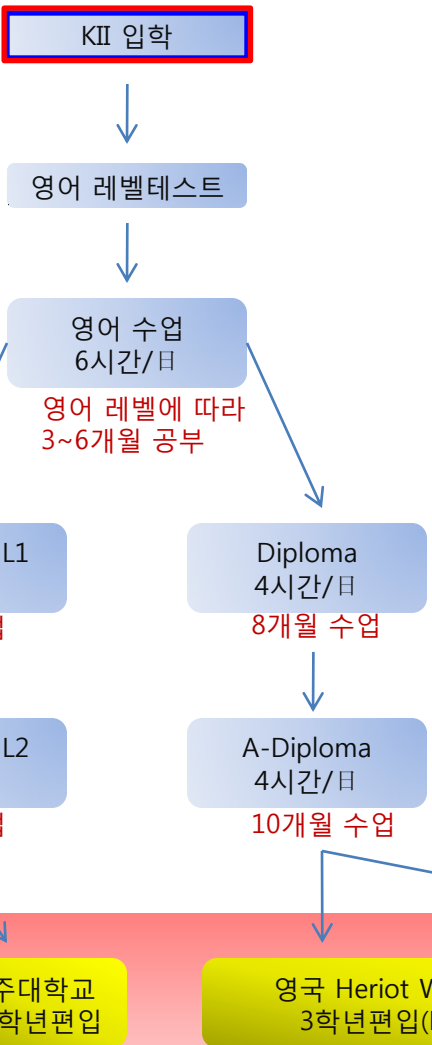 KII 입학
영어 레벨테스트
영어 수업
6시간/日
영어 레벨에 따라
3~6개월 공부
L1
Diploma
4시간/日
8개월 수업
L2
A-Diploma
4시간/日
10개월 수업
주대학교
학년편입
영국 Heriot
3학년편입(